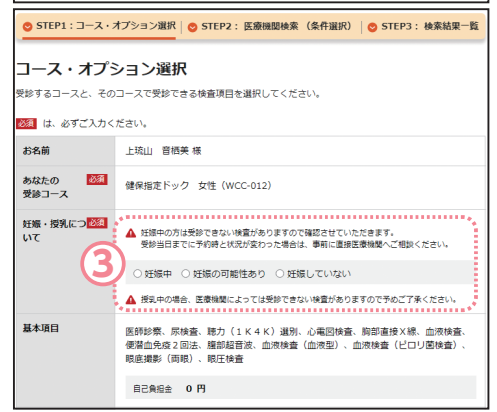 STEP1：コース・オプション選択 STEP2： 医療機関検索 （条件選択） STEP3： 検索結果一覧
コース・オプション選択
受診するコースと、そのコースで受診できる検査項目を選択してください。
必須 は、必ずご入力ください。
お名前 上琉山 音栖美 様
あなたの受診コース 必須 健保指定ドック 女性（WCC-012）
妊娠・授乳について 必須
妊娠中の方は受診できない検査がありますので確認させていただきます。
受診当日までに予約時と状況が変わった場合は、事前に直接医療機関へご相談ください。
③
妊娠中 妊娠の可能性あり 妊娠していない
授乳中の場合、医療機関によっては受診できない検査がありますので予めご了承ください。
基本項目
医師診察、尿検査、聴力（１Ｋ４Ｋ）選別、心電図検査、胸部直接Ｘ線、血液検査、
便潜血免疫２回法、腹部超音波、血液検査（血液型）、血液検査（ピロリ菌検査）、
眼底撮影（両眼）、眼圧検査
自己負担金 0 円